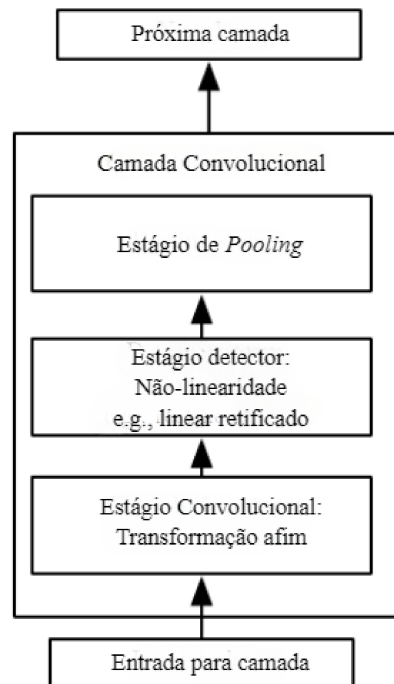 Próxima camada
Camada Convolucional
Estágio de Pooling
Estágio detector:
Não-linearidade
e.g., linear retificado
Estágio Convolucional:
Transformação afim
Entrada para camada